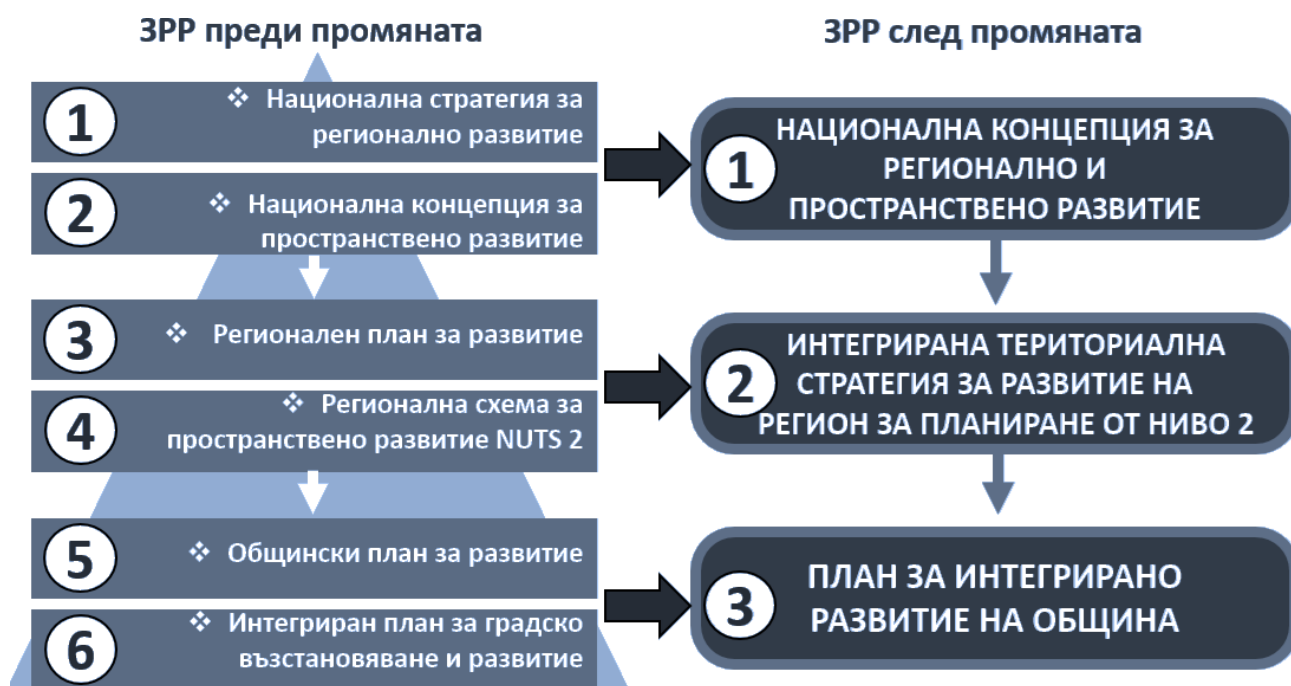 ЗРР преди промяната
1
❖ Национална стратегия за
регионално развитие
2
❖ Национална концепция за
пространствено развитие
3
❖ Регионален план за развитие
4
❖ Регионална схема за
пространствено развитие NUTS 2
5
❖ Общински план за развитие
6
❖ Интегриран план за градско
възстановяване и развитие
ЗРР след промяната
1
НАЦИОНАЛНА КОНЦЕПЦИЯ ЗА
РЕГИОНАЛНО И
ПРОСТРАНСТВЕНО РАЗВИТИЕ
2
ИНТЕГРИРАНА ТЕРИТОРИАЛНА
СТРАТЕГИЯ ЗА РАЗВИТИЕ НА
РЕГИОН ЗА ПЛАНИРАНЕ ОТ НИВО 2
3
ПЛАН ЗА ИНТЕГРИРАНО
РАЗВИТИЕ НА ОБЩИНА